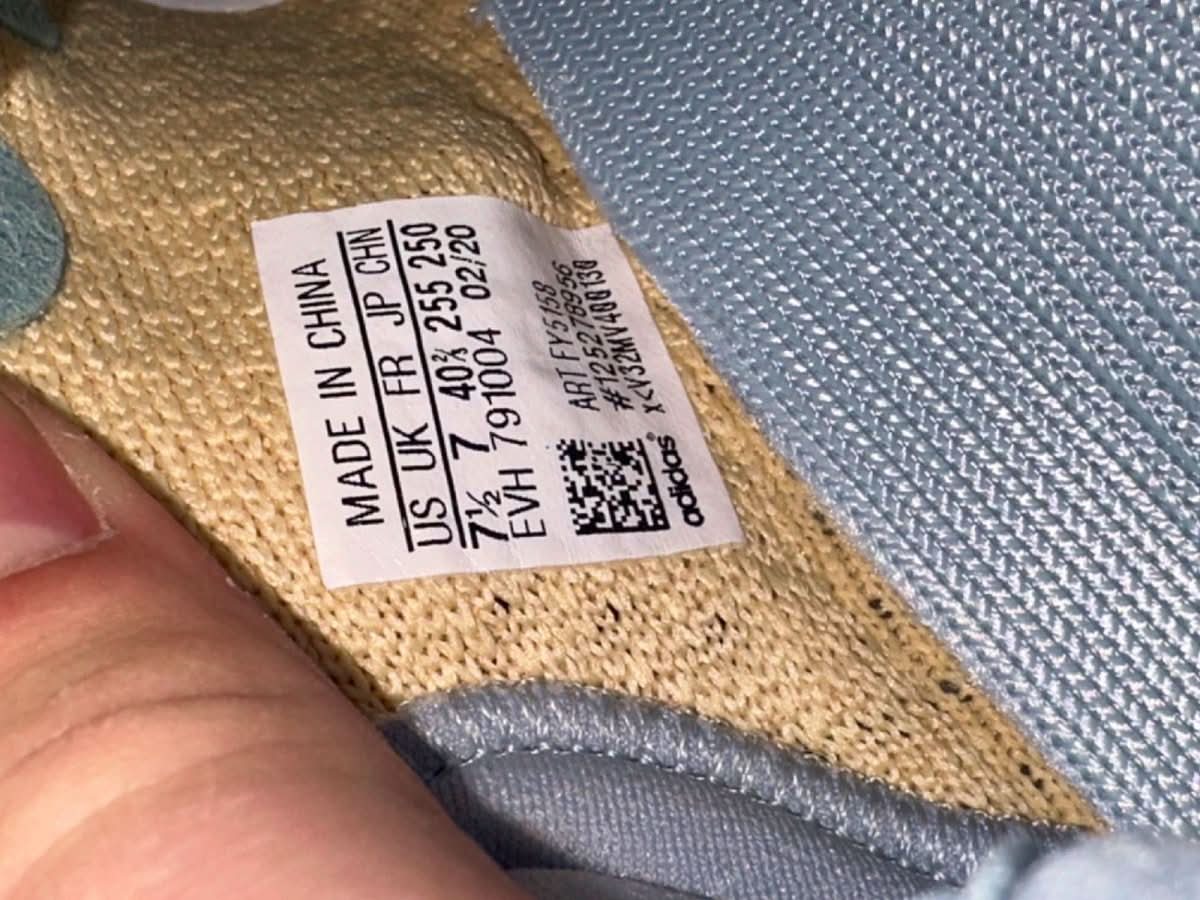 MADE IN CHINA
US UK FR JP CHN
7½ 7 40⅔ 255 250
EVH 791004 02/20
ART FY5158
#1252789956
X<V32MV400130
adidas®